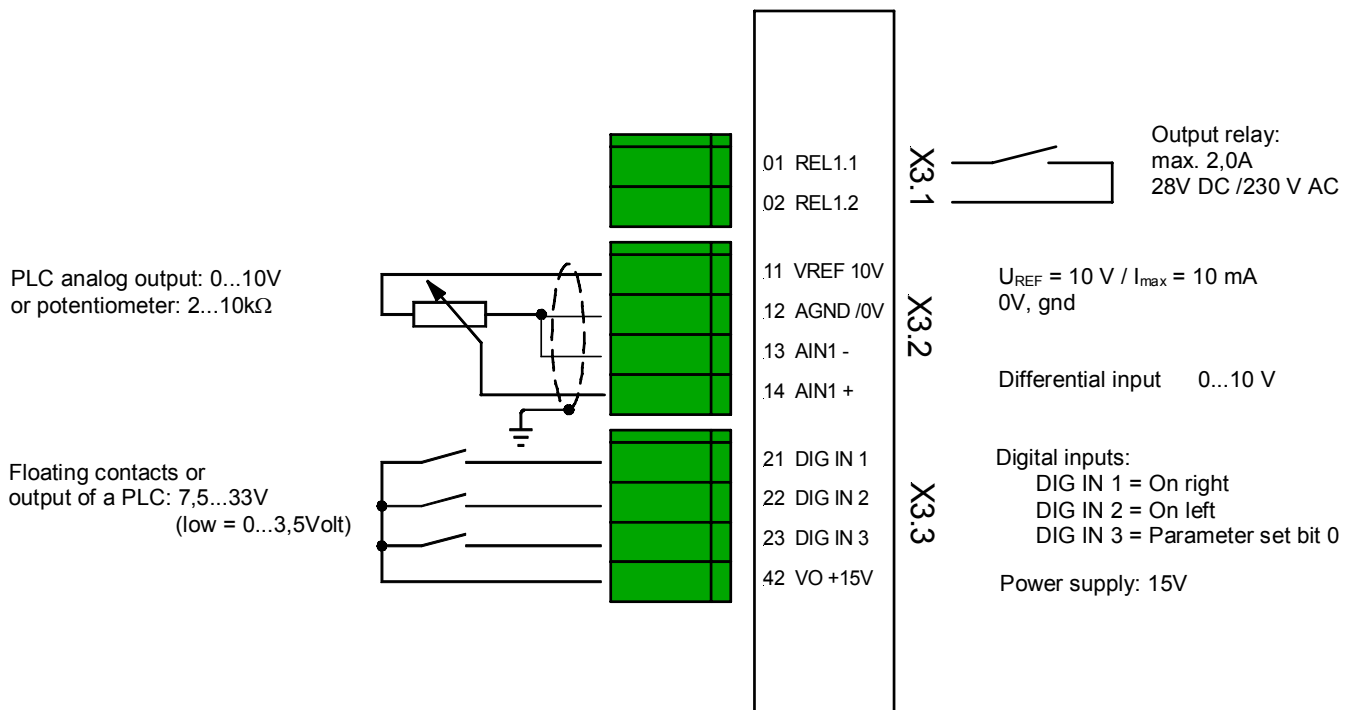 Output relay:
max. 2,0A
28V DC /230 V AC
01 REL1.1
02 REL1.2
X3.1
PLC analog output: 0...10V
or potentiometer: 2...10kΩ
11 VREF 10V
12 AGND /0V
13 AIN1 -
14 AIN1 +
X3.2
U_REF = 10 V / I_max = 10 mA
0V, gnd
Differential input 0...10 V
Floating contacts or
output of a PLC: 7,5...33V
(low = 0...3,5Volt)
21 DIG IN 1
22 DIG IN 2
23 DIG IN 3
42 VO +15V
X3.3
Digital inputs:
DIG IN 1 = On right
DIG IN 2 = On left
DIG IN 3 = Parameter set bit 0
Power supply: 15V